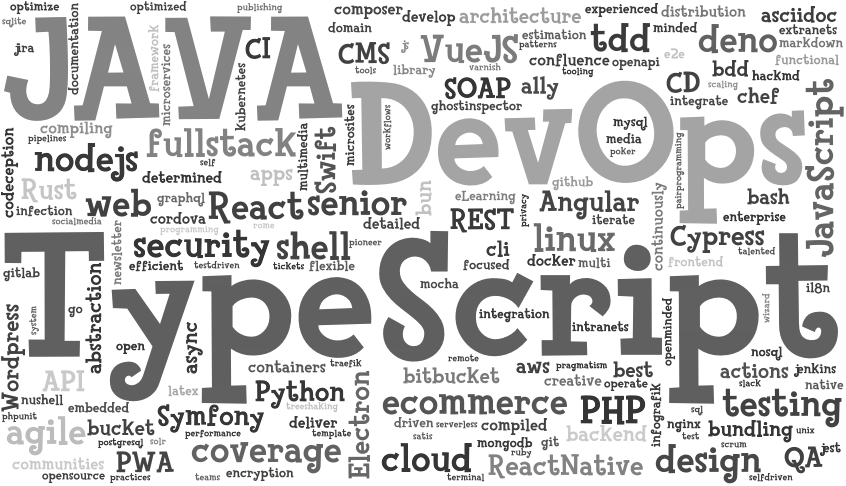 optimize
optimized
publishing
composer
develop
architecture
experienced
distribution
asciidoc
sqlite
documentation
framework
microservices
CI
domain
js
VueJS
estimation
patterns
tdd
minded
deno
extranets
markdown
jira
JAVA
kubernetes
CMS
tools
library
varnish
confluence
tooling
openapi
e2e
bdd
hackmd
functional
SOAP
ally
CD
scaling
integrate
chef
ghostinspector
DevOps
workflows
microsites
mysql
media
poker
pairprogramming
JavaScript
codeception
pipelines
compiling
fullstack
self
multimedia
Swift
nodejs
determined
apps
Rust
web
graphql
React
senior
bun
eLearning
github
privacy
Angular
iterate
continuously
bash
enterprise
infection
socialmedia
cordova
programming
rome
detailed
REST
linux
Cypress
talented
frontend
newsletter
security
shell
pioneer
cli
focused
docker
multi
gitlab
efficient
testdriven
tickets
flexible
TypeScript
mocha
il8n
Wordpress
system
go
abstraction
open
async
integration
intranets
openminded
wizard
nosql
remote
containers
traefik
bitbucket
aws
pragmatism
best
creative
operate
actions
jenkins
slack
native
API
nushell
latex
Python
treeshaking
Electron
phpunit
embedded
bucket
Symfony
deliver
template
performance
ecommerce
PHP
infografik
sql
testing
driven
serverless
compiled
nginx
test
bundling
unix
agile
postgresql
solr
satis
mongodb
ruby
git
backend
scrum
communities
PWA
coverage
cloud
ReactNative
design
QA
jest
opensource
practices
teams
encryption
terminal
selfdriven